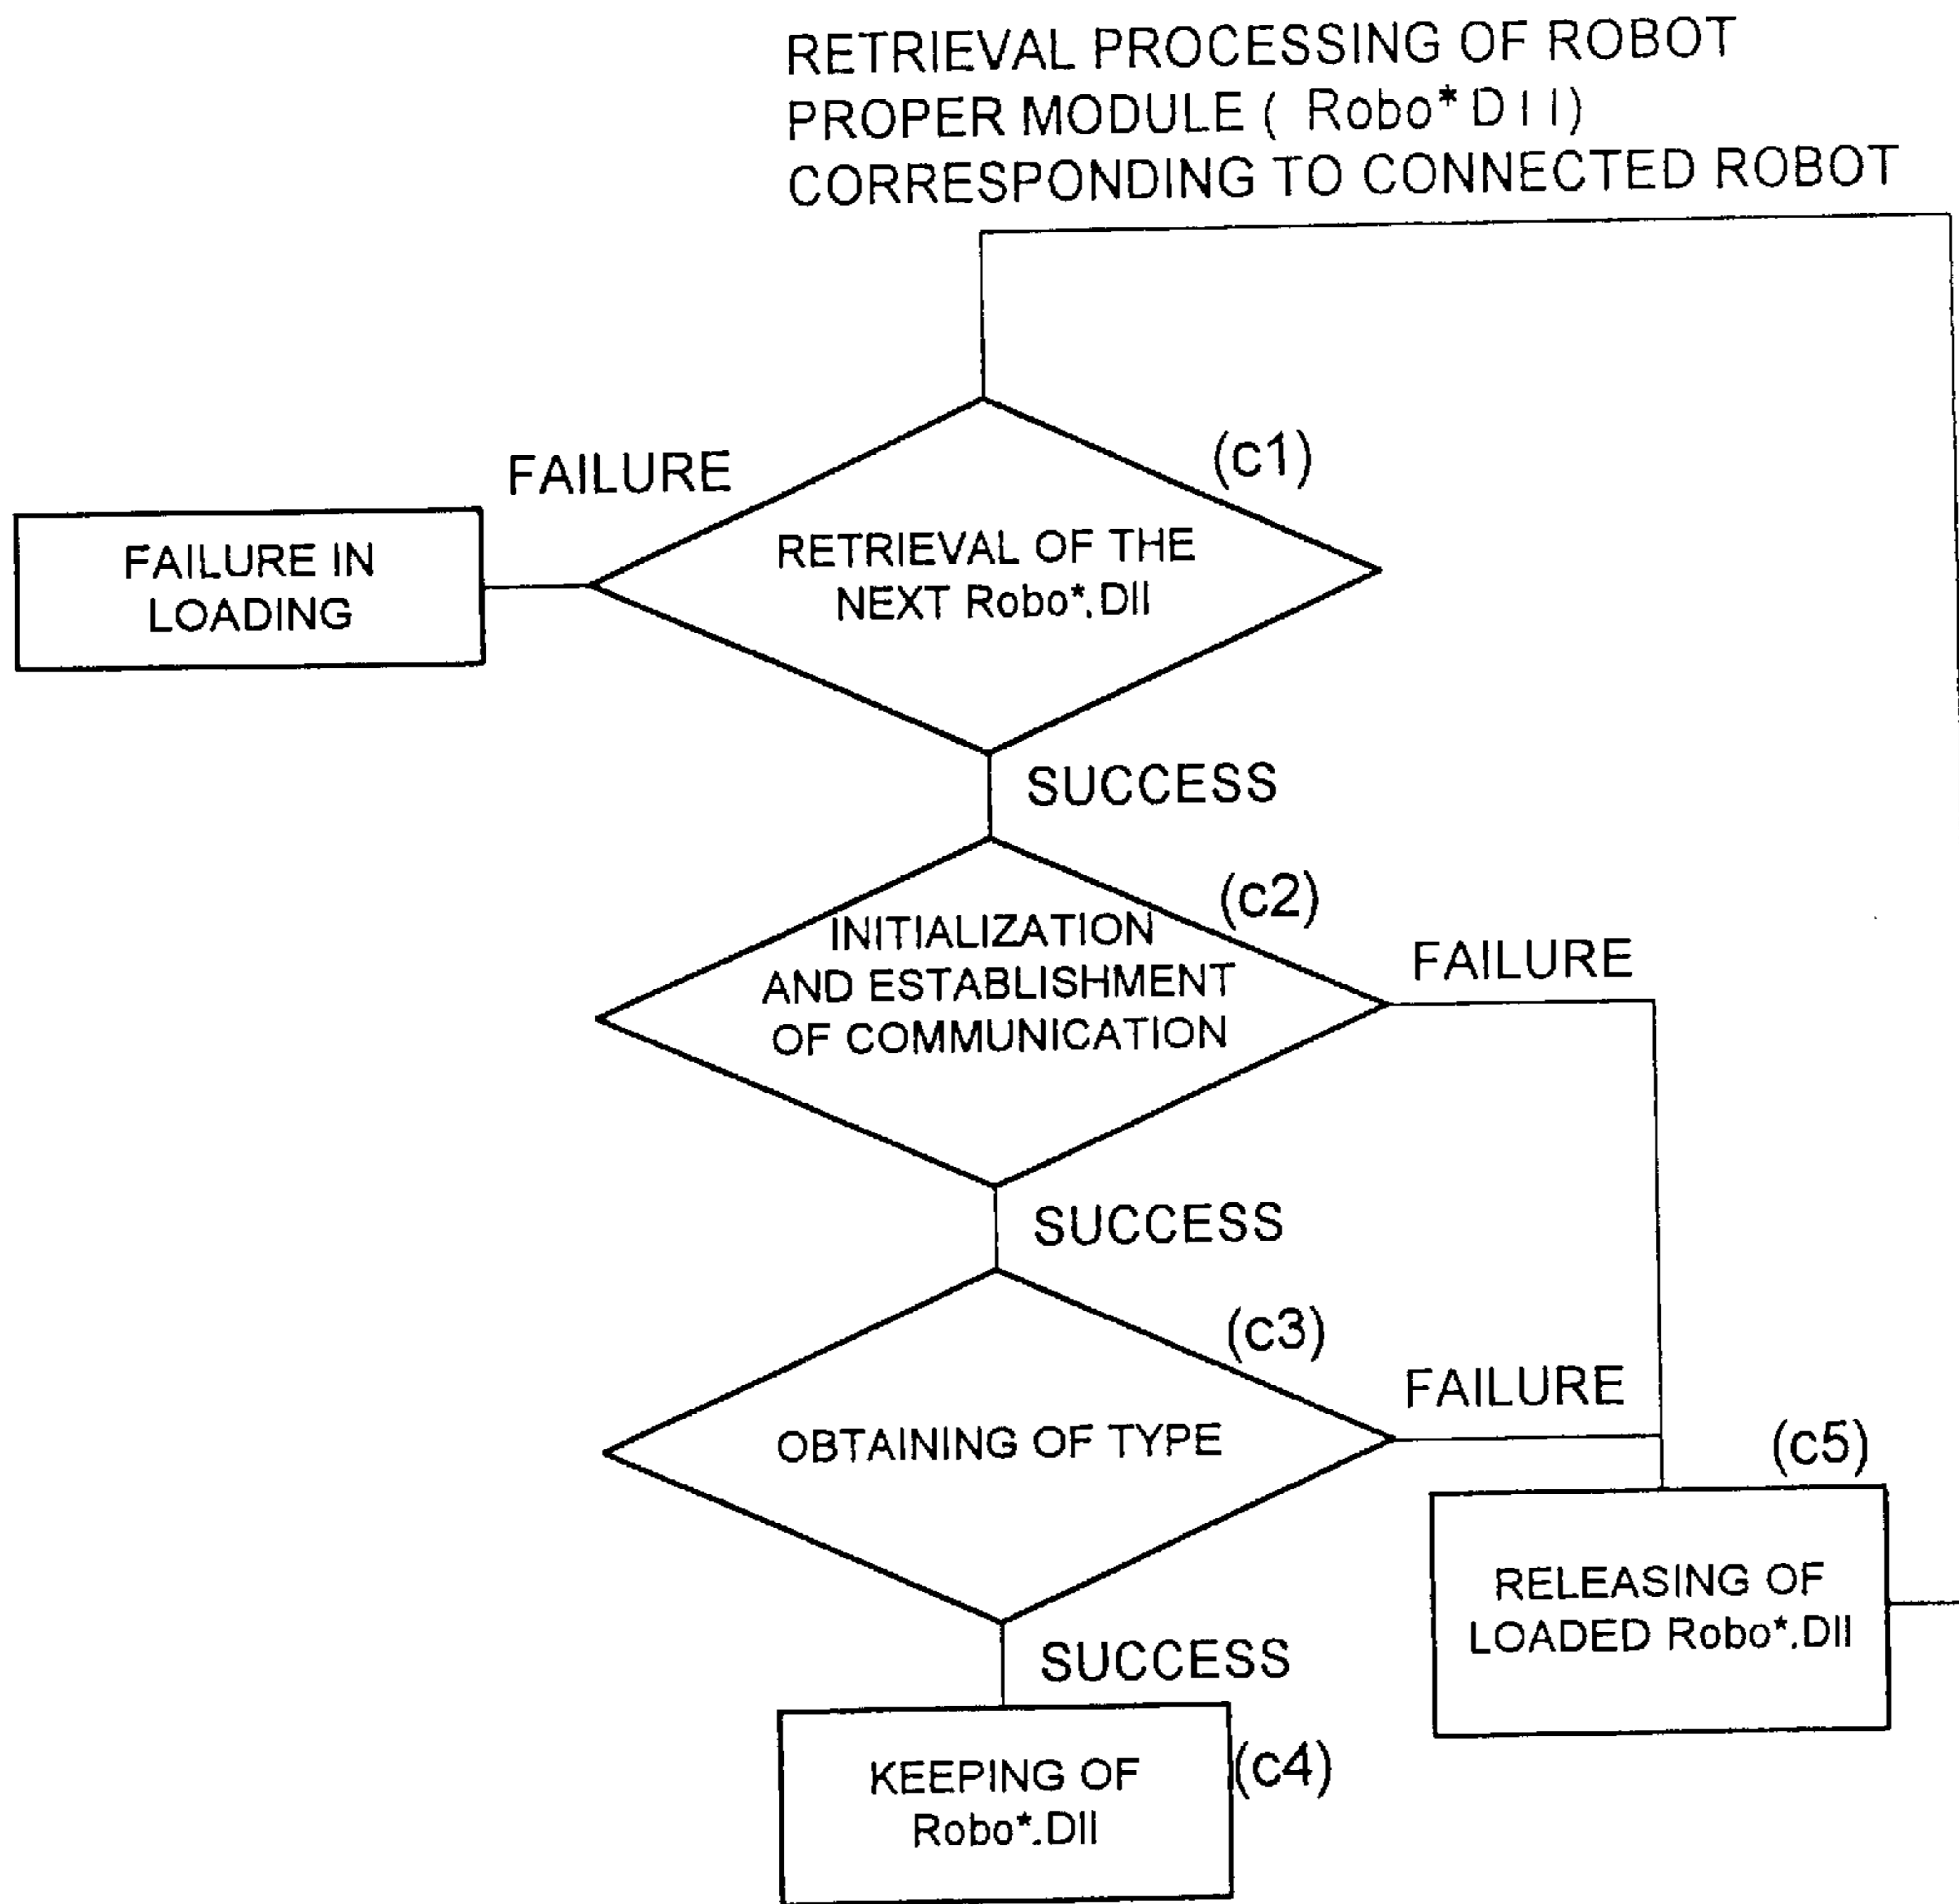 RETRIEVAL PROCESSING OF ROBOT
PROPER MODULE ( Robo* Dll)
CORRESPONDING TO CONNECTED ROBOT
(c1)
FAILURE
RETRIEVAL OF THE
NEXT Robo*.Dll
FAILURE IN
LOADING
SUCCESS
(c2)
INITIALIZATION
AND ESTABLISHMENT
OF COMMUNICATION
FAILURE
SUCCESS
(c3)
FAILURE
OBTAINING OF TYPE
(c5)
RELEASING OF
LOADED Robo*.Dll
SUCCESS
KEEPING OF
Robo*.Dll
(c4)